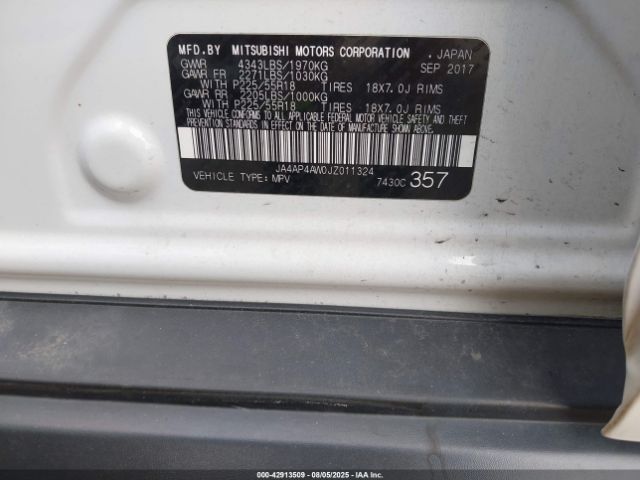 MFD.BY MITSUBISHI MOTORS CORPORATION . JAPAN
GVWR 4343LBS/1970KG SEP 2017
GAWR FR 2271LBS/1030KG
WITH P225/55R18 TIRES 18X7.0J RIMS
GAWR RR 2205LBS/1000KG
WITH P225/55R18 TIRES 18X7.0J RIMS
THIS VEHICLE CONFORMS TO ALL APPLICABLE FEDERAL MOTOR VEHICLE SAFETY AND THEFT
PREVENTION STANDARDS IN EFFECT ON THE DATE OF MANUFACTURE SHOWN ABOVE.
JA4AP4AW0JZ011324
VEHICLE TYPE: MPV 7430C 357
000-42913509 - 08/05/2025 - IAAI.COM